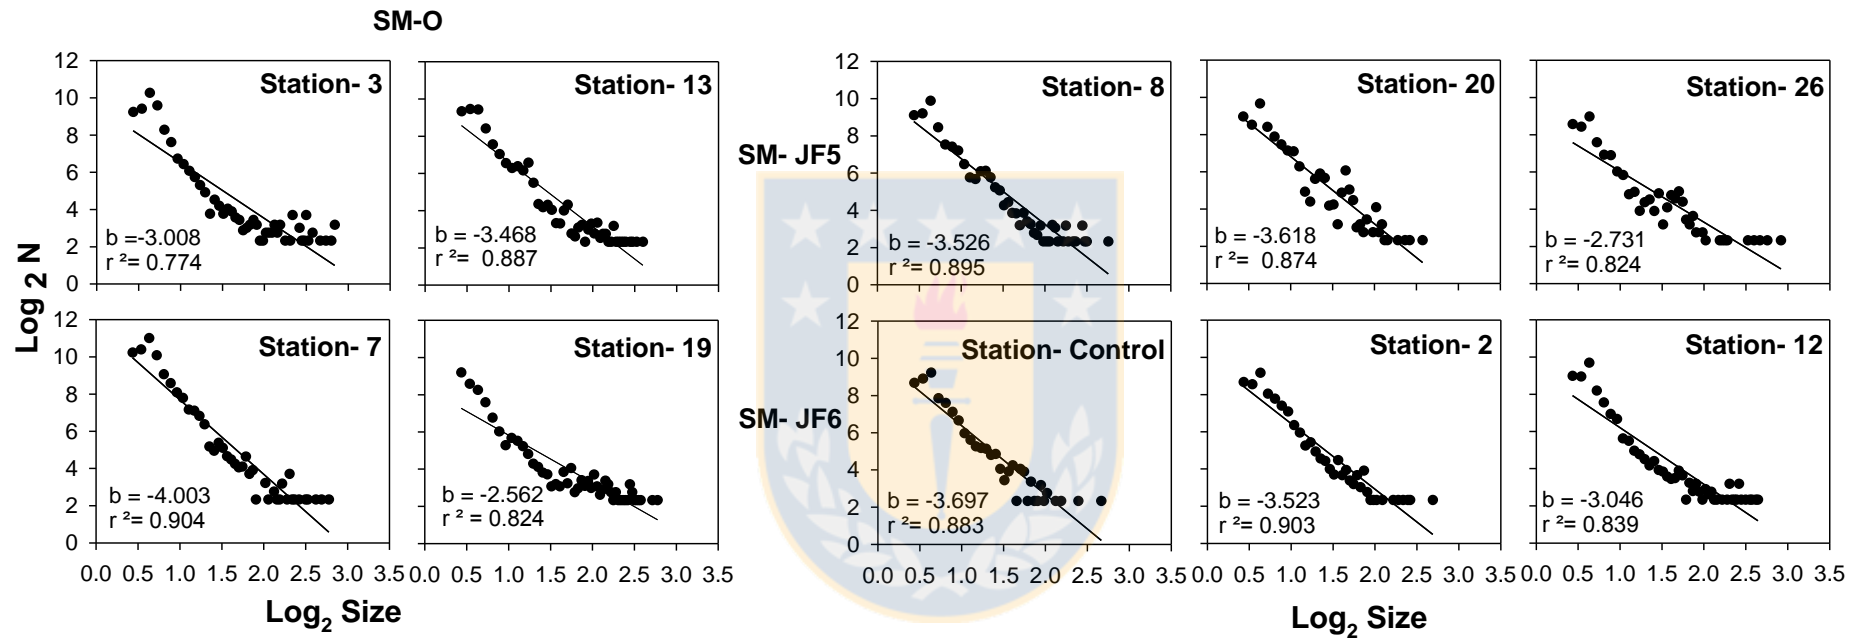 SM-O
Station- 3
Station- 13
Station- 8
Station- 20
Station- 26
12
10
8
6
4
2
0
b = -3.008
r ²= 0.774
b = -3.468
r ²= 0.887
SM- JF5
12
10
8
6
4
2
0
b = -3.526
r ²= 0.895
b = -3.618
r ²= 0.874
b = -2.731
r ²= 0.824
Log 2 N
Station- 7
Station- 19
Station- Control
Station- 2
Station- 12
12
10
8
6
4
2
0
b = -4.003
r ²= 0.904
b = -2.562
r ² = 0.824
SM- JF6
12
10
8
6
4
2
0
b = -3.697
r ²= 0.883
b = -3.523
r ²= 0.903
b = -3.046
r ²= 0.839
0.0 0.5 1.0 1.5 2.0 2.5 3.0 3.5
0.0 0.5 1.0 1.5 2.0 2.5 3.0 3.5
0.0 0.5 1.0 1.5 2.0 2.5 3.0 3.5
0.0 0.5 1.0 1.5 2.0 2.5 3.0 3.5
0.0 0.5 1.0 1.5 2.0 2.5 3.0 3.5
Log2 Size
Log2 Size